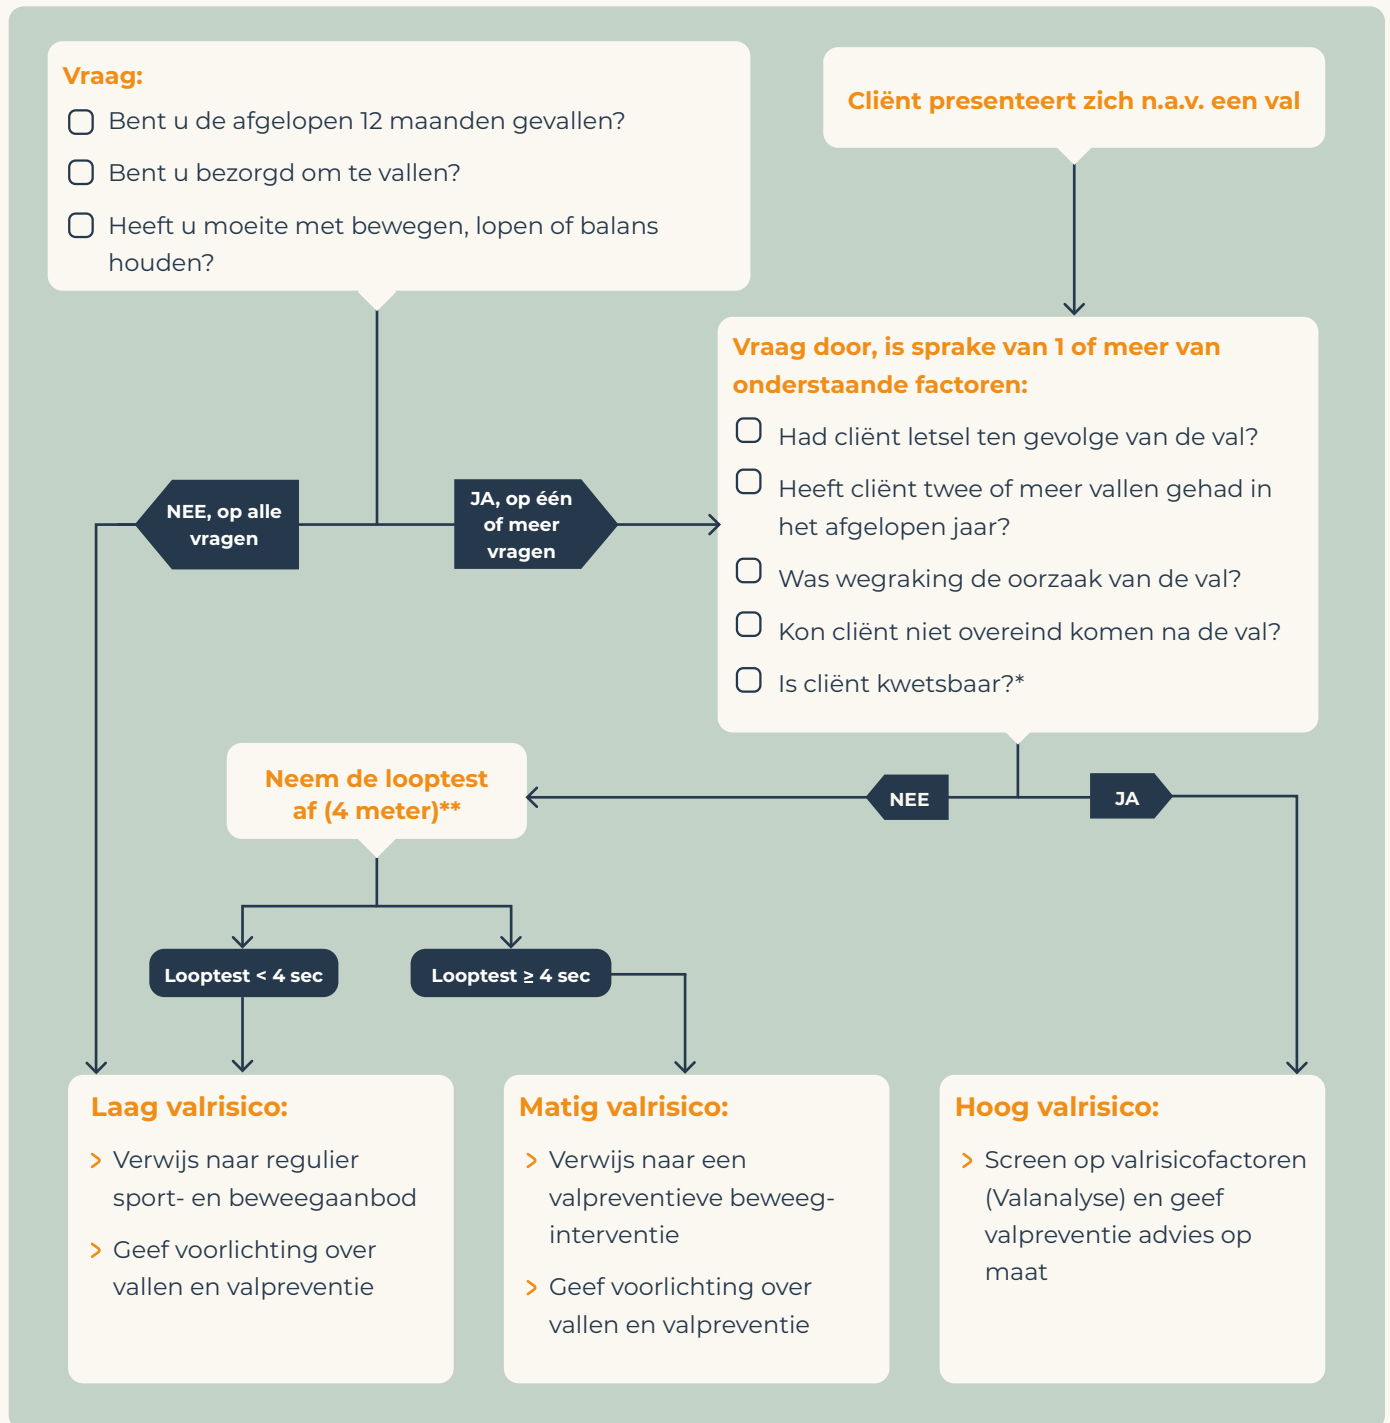 Vraag:
Bent u de afgelopen 12 maanden gevallen?
Bent u bezorgd om te vallen?
Heeft u moeite met bewegen, lopen of balans
houden?
Cliënt presenteert zich n.a.v. een val
Vraag door, is sprake van 1 of meer van
onderstaande factoren:
Had cliënt letsel ten gevolge van de val?
Heeft cliënt twee of meer vallen gehad in
het afgelopen jaar?
Was wegraking de oorzaak van de val?
Kon cliënt niet overeind komen na de val?
Is cliënt kwetsbaar?*
NEE, op alle
vragen
JA, op één
of meer
vragen
Neem de looptest
af (4 meter)**
NEE
JA
Looptest < 4 sec
Looptest ≥ 4 sec
Laag valrisico:
> Verwijs naar regulier
sport- en beweegaanbod
> Geef voorlichting over
vallen en valpreventie
Matig valrisico:
> Verwijs naar een
valpreventieve beweeg-
interventie
> Geef voorlichting over
vallen en valpreventie
Hoog valrisico:
> Screen op valrisicofactoren
(Valanalyse) en geef
valpreventie advies op
maat